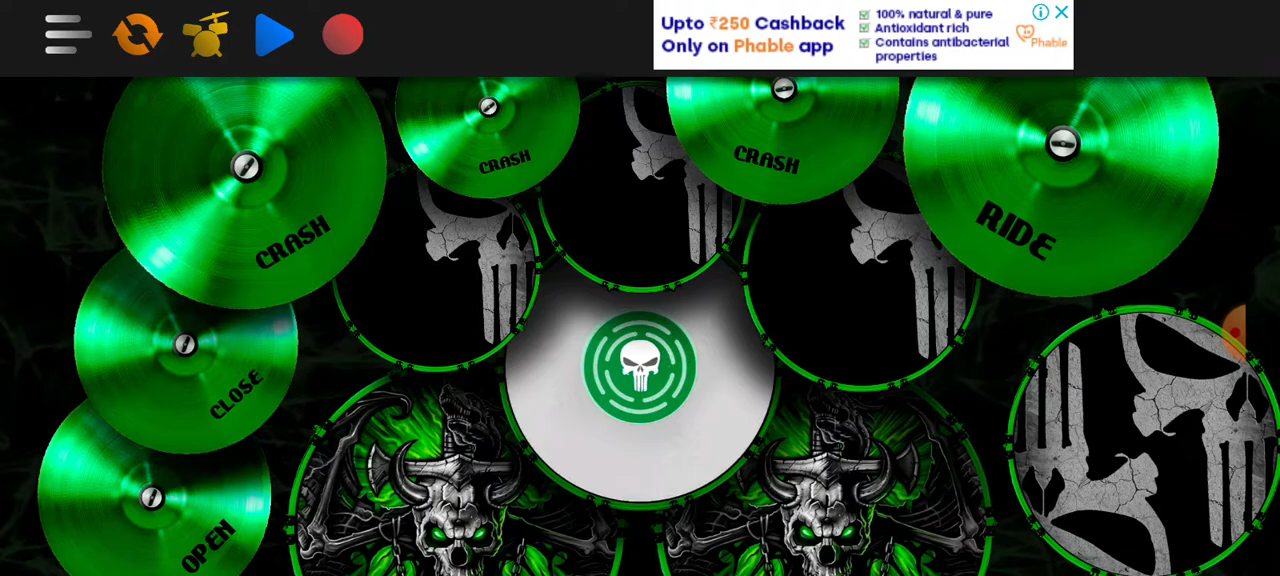 Upto ₹250 Cashback
Only on Phable app
100% natural & pure
Antioxidant rich
Contains antibacterial
properties
Phable
CRASH
CRASH
CRASH
RIDE
CLOSE
OPEN